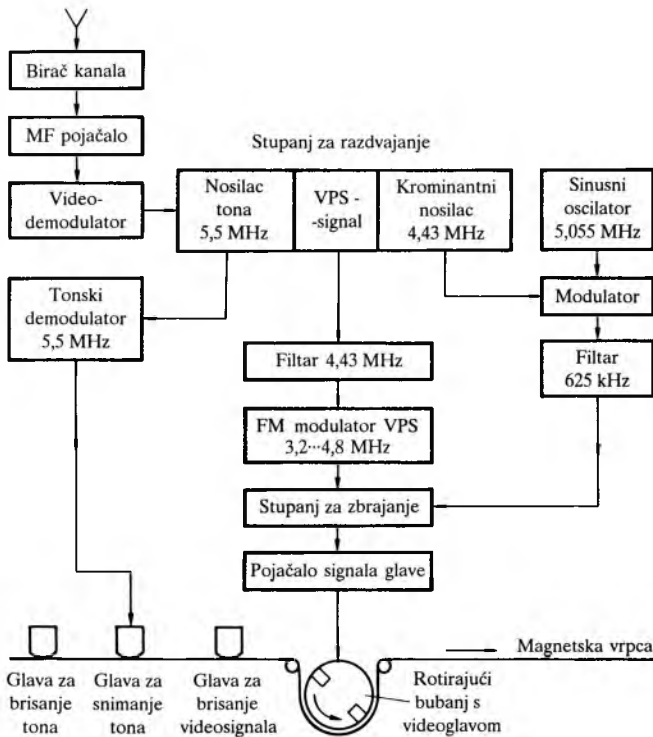 Birač kanala
MF pojačalo
Stupanj za razdvajanje
Video-
demodulator
Nosilac
tona
5,5 MHz
VPS -
-signal
Krominantni
nosilac
4,43 MHz
Sinusni
oscilator
5,055 MHz
Tonski
demodulator
5,5 MHz
Modulator
Filtar 4,43 MHz
Filtar
625 kHz
FM modulator VPS
3,2···4,8 MHz
Stupanj za zbrajanje
Pojačalo signala glave
Magnetska vrpca
Glava za
brisanje
tona
Glava za
snimanje
tona
Glava za
brisanje
videosignala
Rotirajući
bubanj s
videoglavom